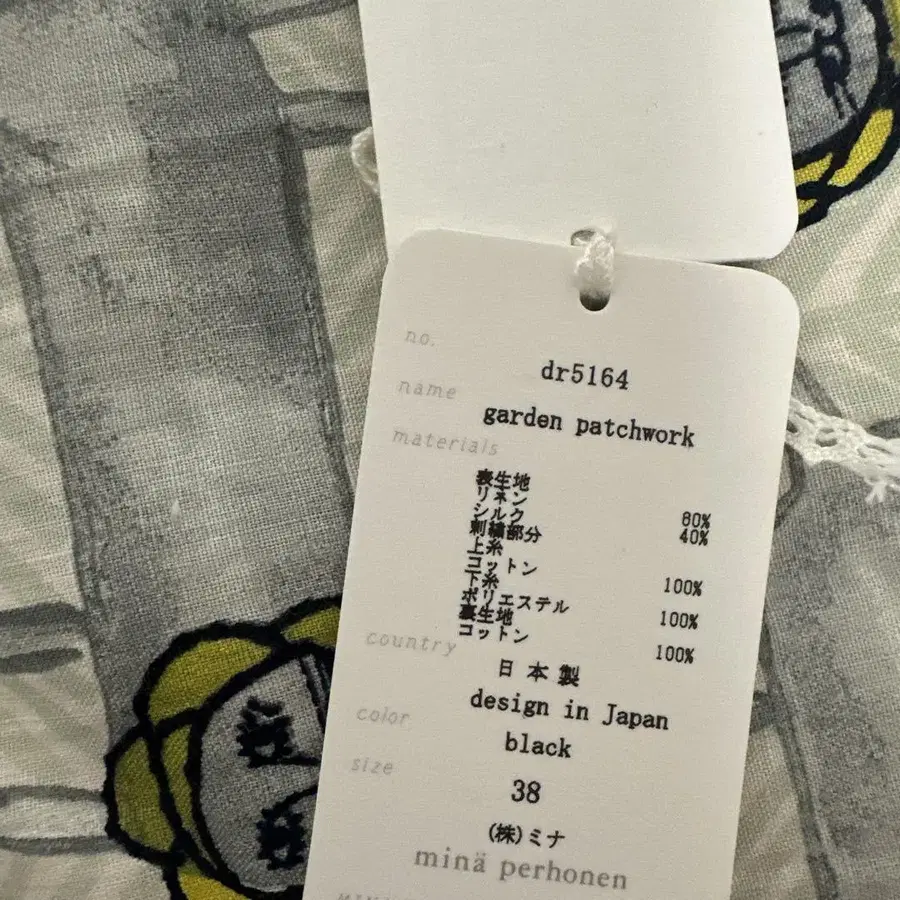 no.
dr5164
name
garden patchwork
materials
表生地
リネン 80%
シルク 40%
刺繍部分
上糸
コットン 100%
下糸
ポリエステル 100%
裏生地
コットン 100%
country
日本製
design in Japan
color
black
size
38
(株)ミナ
minä perhonen